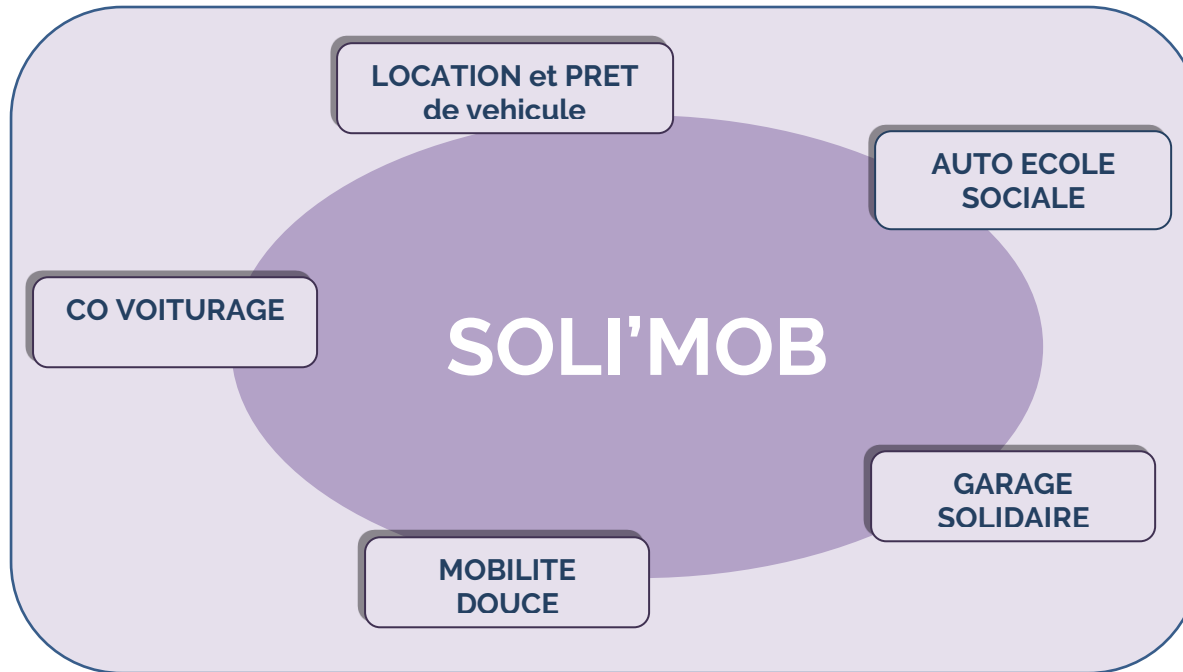 LOCATION et PRET
de vehicule
AUTO ECOLE
SOCIALE
CO VOITURAGE
SOLI’MOB
GARAGE
SOLIDAIRE
MOBILITE
DOUCE